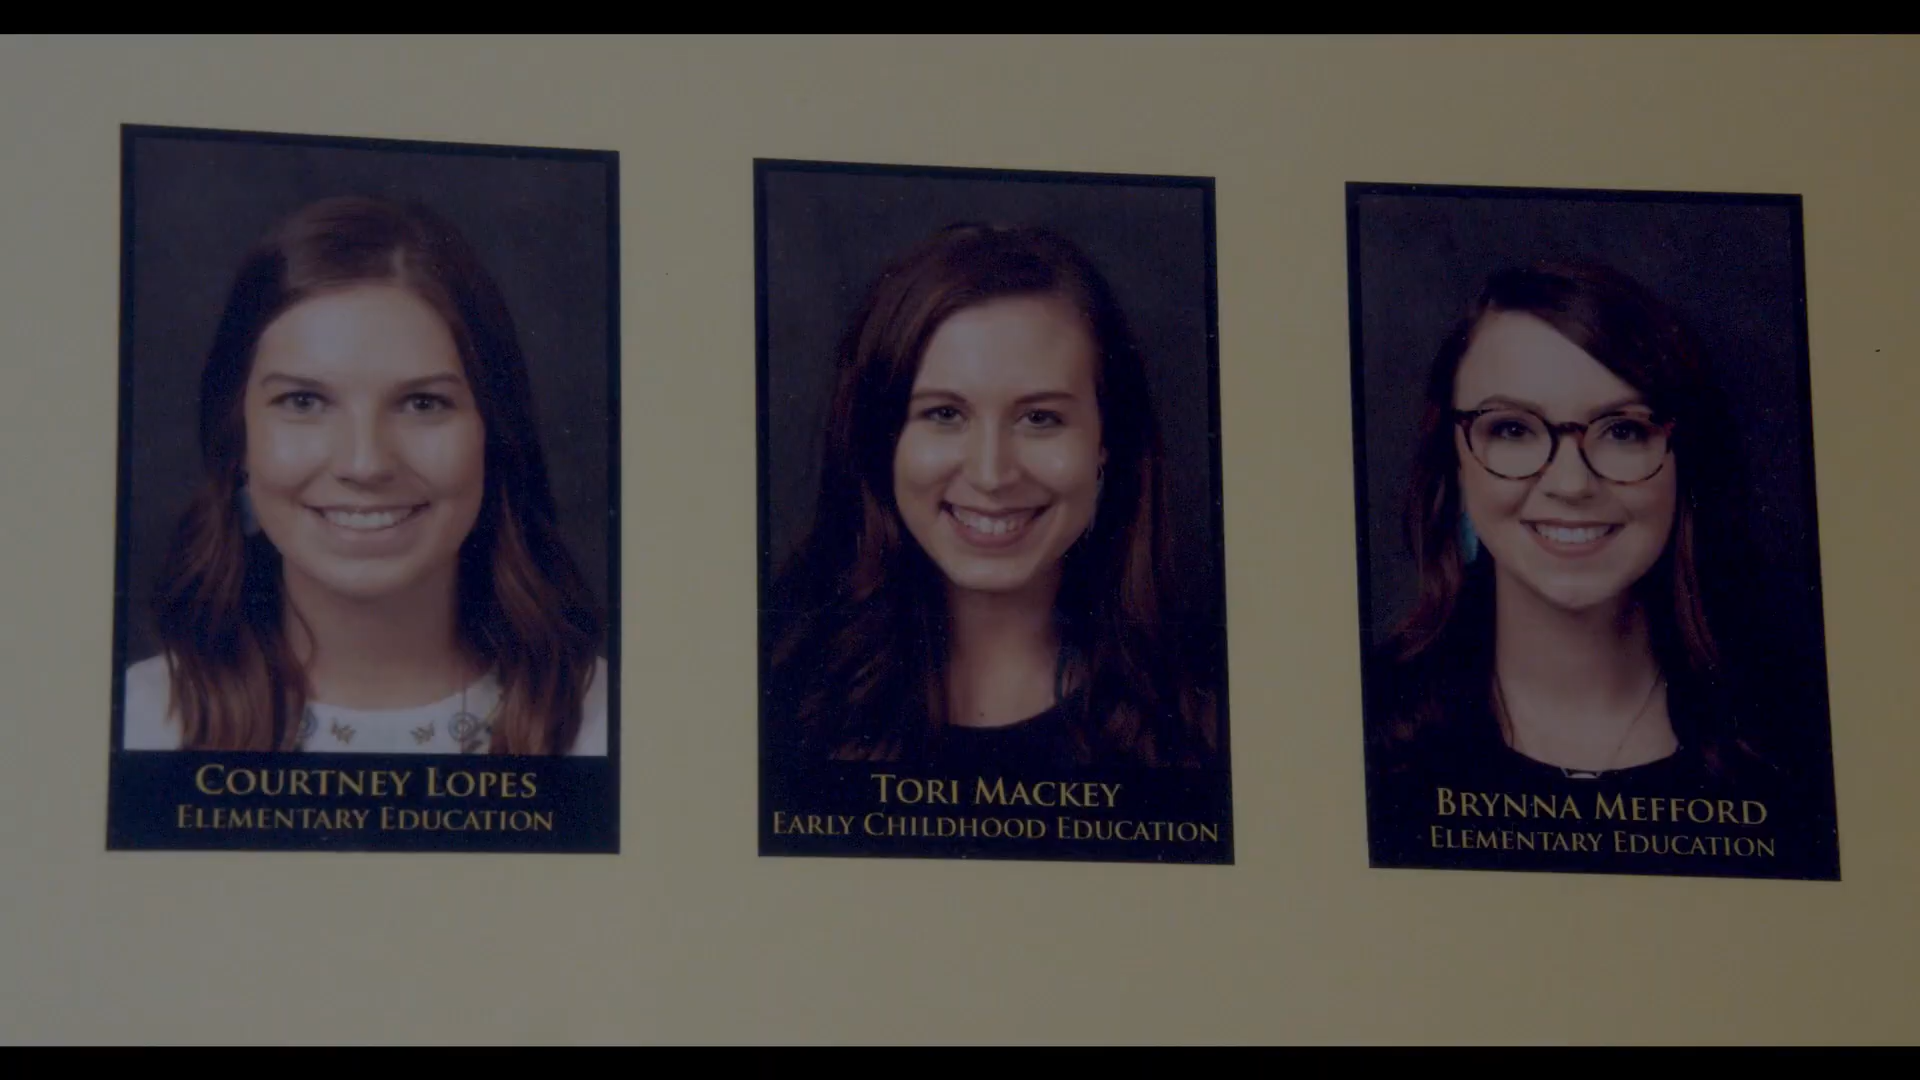 COURTNEY LOPES
ELEMENTARY EDUCATION
TORI MACKEY
EARLY CHILDHOOD EDUCATION
BRYNNA MEFFORD
ELEMENTARY EDUCATION